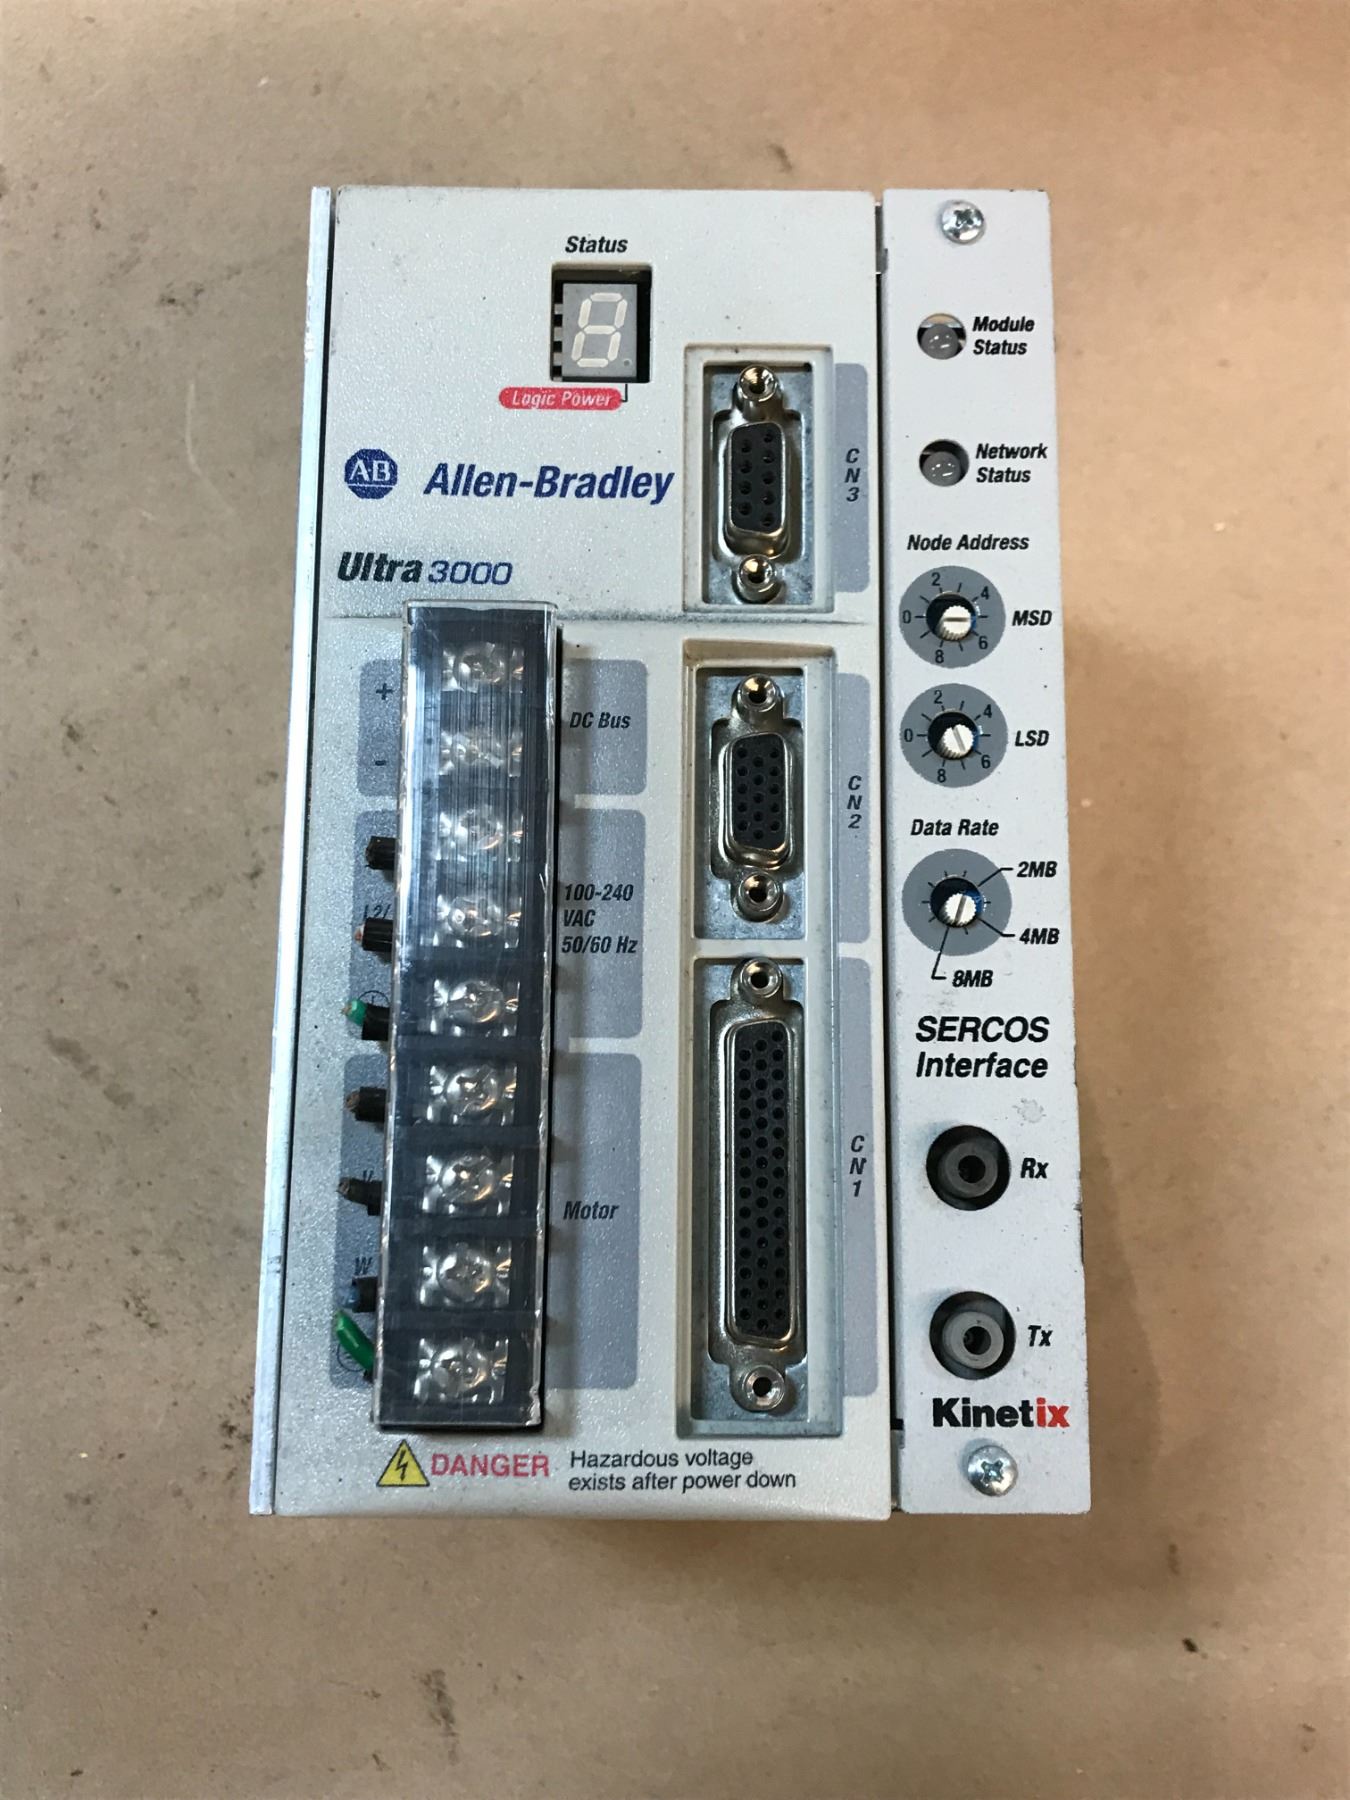 Status
Logic Power
AB Allen-Bradley
Ultra 3000
CN3
+
-
DC Bus
100-240
VAC
50/60 Hz
CN2
W
Motor
CN1
DANGER
Hazardous voltage
exists after power down
Module
Status
Network
Status
Node Address
0 2 4 6 8
MSD
0 2 4 6 8
LSD
Data Rate
2MB
4MB
8MB
SERCOS
Interface
Rx
Tx
Kinetix